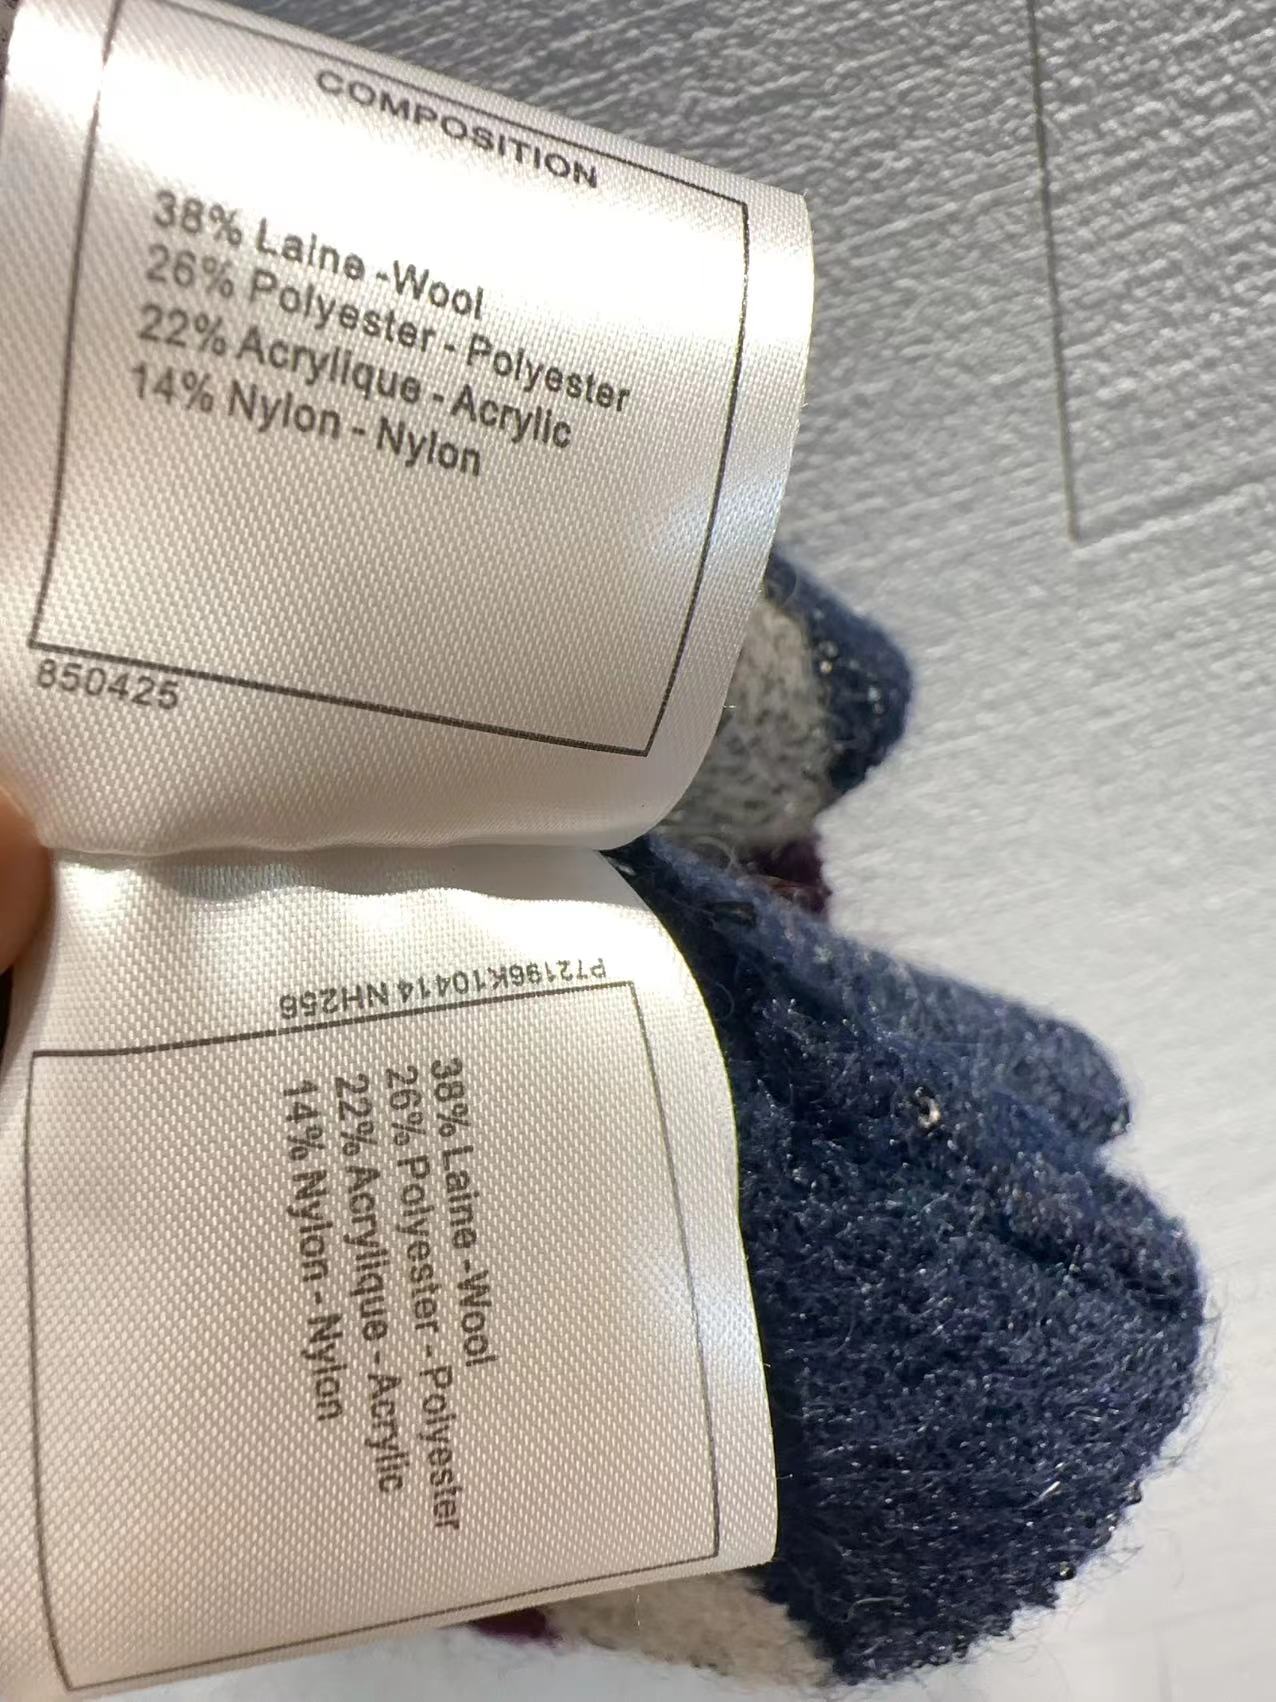 COMPOSITION
38% Laine -Wool
26% Polyester - Polyester
22% Acrylique - Acrylic
14% Nylon - Nylon
850425
P72196K10414 NH256
38% Laine -Wool
26% Polyester - Polyester
22% Acrylique - Acrylic
14% Nylon - Nylon